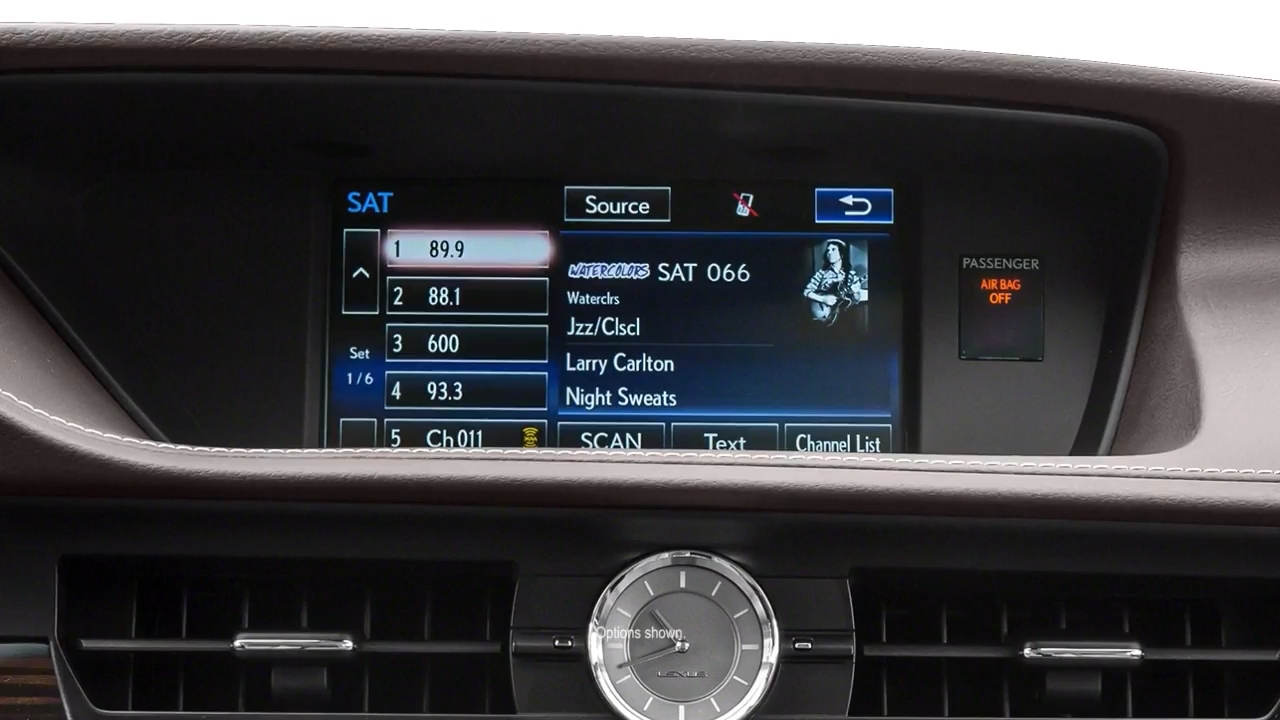 SAT
Source
1 89.9
2 88.1
3 600
4 93.3
5 Ch 011
Set
1/6
WATERCOLORS SAT 066
Waterclrs
Jzz/Clscl
Larry Carlton
Night Sweats
SCAN
Text
Channel List
PASSENGER
AIR BAG
OFF
Options shown.
LEXUS